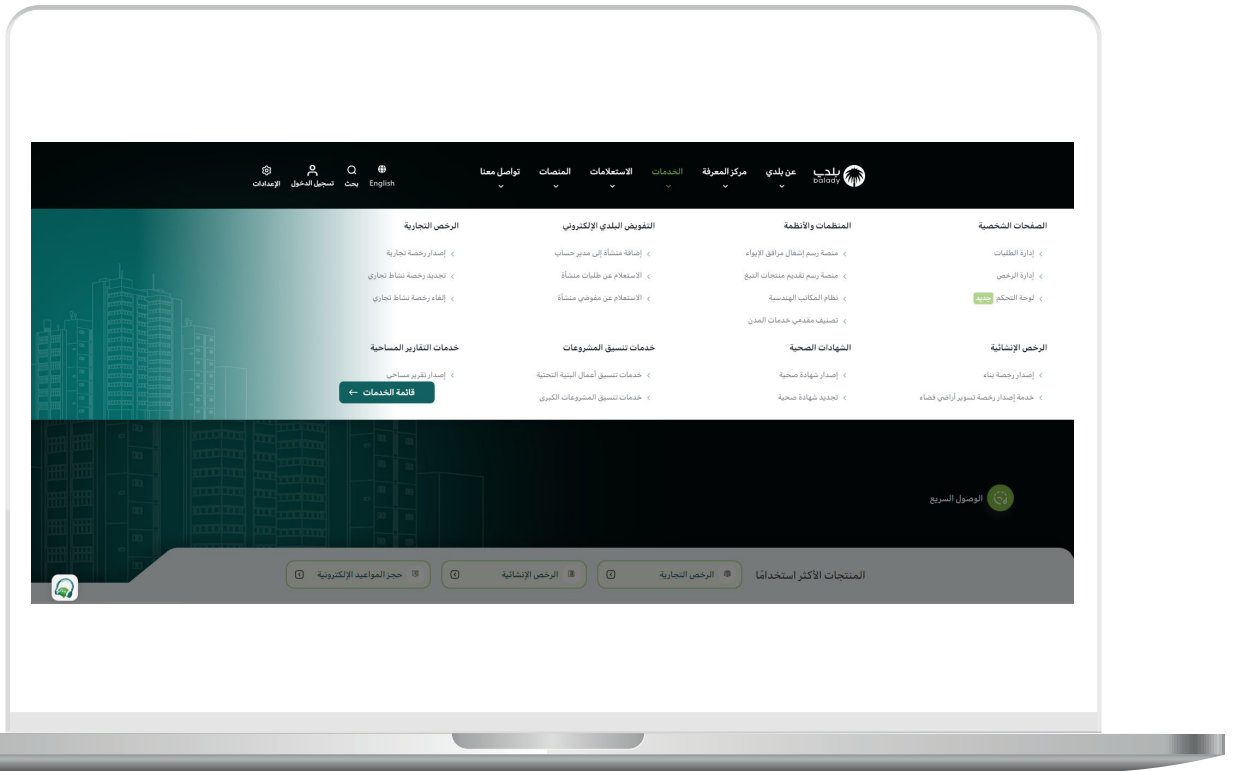 بلدي
balady
عن بلدي
مركز المعرفة
الخدمات
الاستعلامات
المنصات
تواصل معنا
English
بحث
تسجيل الدخول
الإعدادات
الصفحات الشخصية
إدارة الطلبات
إدارة الرخص
لوحة التحكم جديد
المنظمات والأنظمة
منصة رسم إشغال مرافق الإيواء
منصة رسم تقديم منتجات التبغ
نظام المكاتب الهندسية
تصنيف مقدمي خدمات المدن
التفويض البلدي الإلكتروني
إضافة منشأة إلى مدير حساب
الاستعلام عن طلبات منشأة
الاستعلام عن مفوضي منشأة
الرخص التجارية
إصدار رخصة تجارية
تجديد رخصة نشاط تجاري
إلغاء رخصة نشاط تجاري
الرخص الإنشائية
إصدار رخصة بناء
خدمة إصدار رخصة تسوير أراضي فضاء
الشهادات الصحية
إصدار شهادة صحية
تجديد شهادة صحية
خدمات تنسيق المشروعات
خدمات تنسيق أعمال البنية التحتية
خدمات تنسيق المشروعات الكبرى
خدمات التقارير المساحية
إصدار تقرير مساحي
قائمة الخدمات ←
الوصول السريع
المنتجات الأكثر استخدامًا
الرخص التجارية
الرخص الإنشائية
حجز المواعيد الإلكترونية